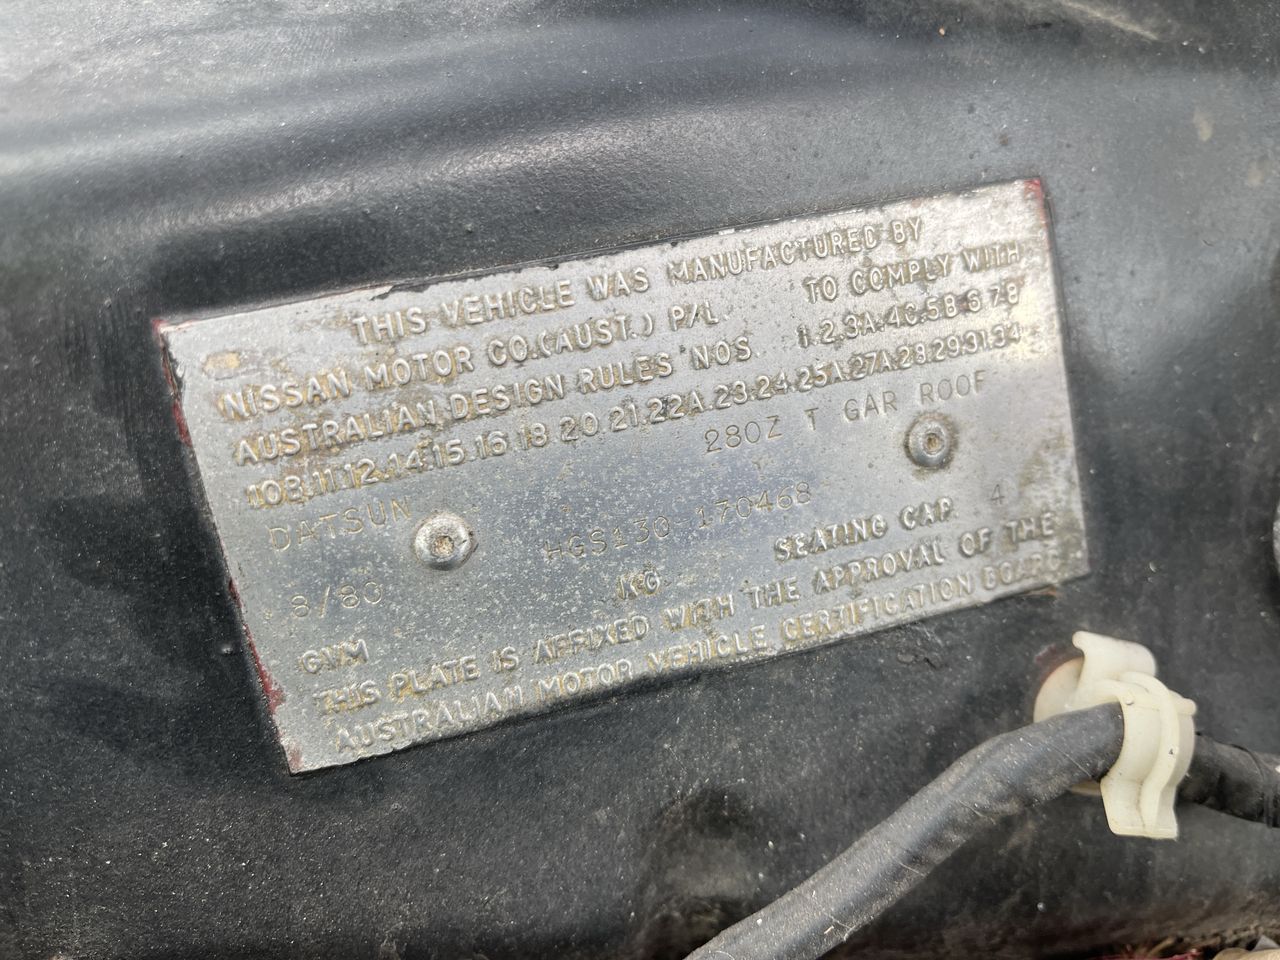 THIS VEHICLE WAS MANUFACTURED BY
NISSAN MOTOR CO.(AUST.) P/L. TO COMPLY WITH
AUSTRALIAN DESIGN RULES NOS. 1.2.3A.4C.5B.6.7.8
10B.11.12.14.15.16.18.20.21.22A.23.24.25A.27A.28.29.31.34
DATSUN 280Z T GAR ROOF
8/80 HGS130-170468
GVM KG SEATING CAP. 4
THIS PLATE IS AFFIXED WITH THE APPROVAL OF THE
AUSTRALIAN MOTOR VEHICLE CERTIFICATION BOARD